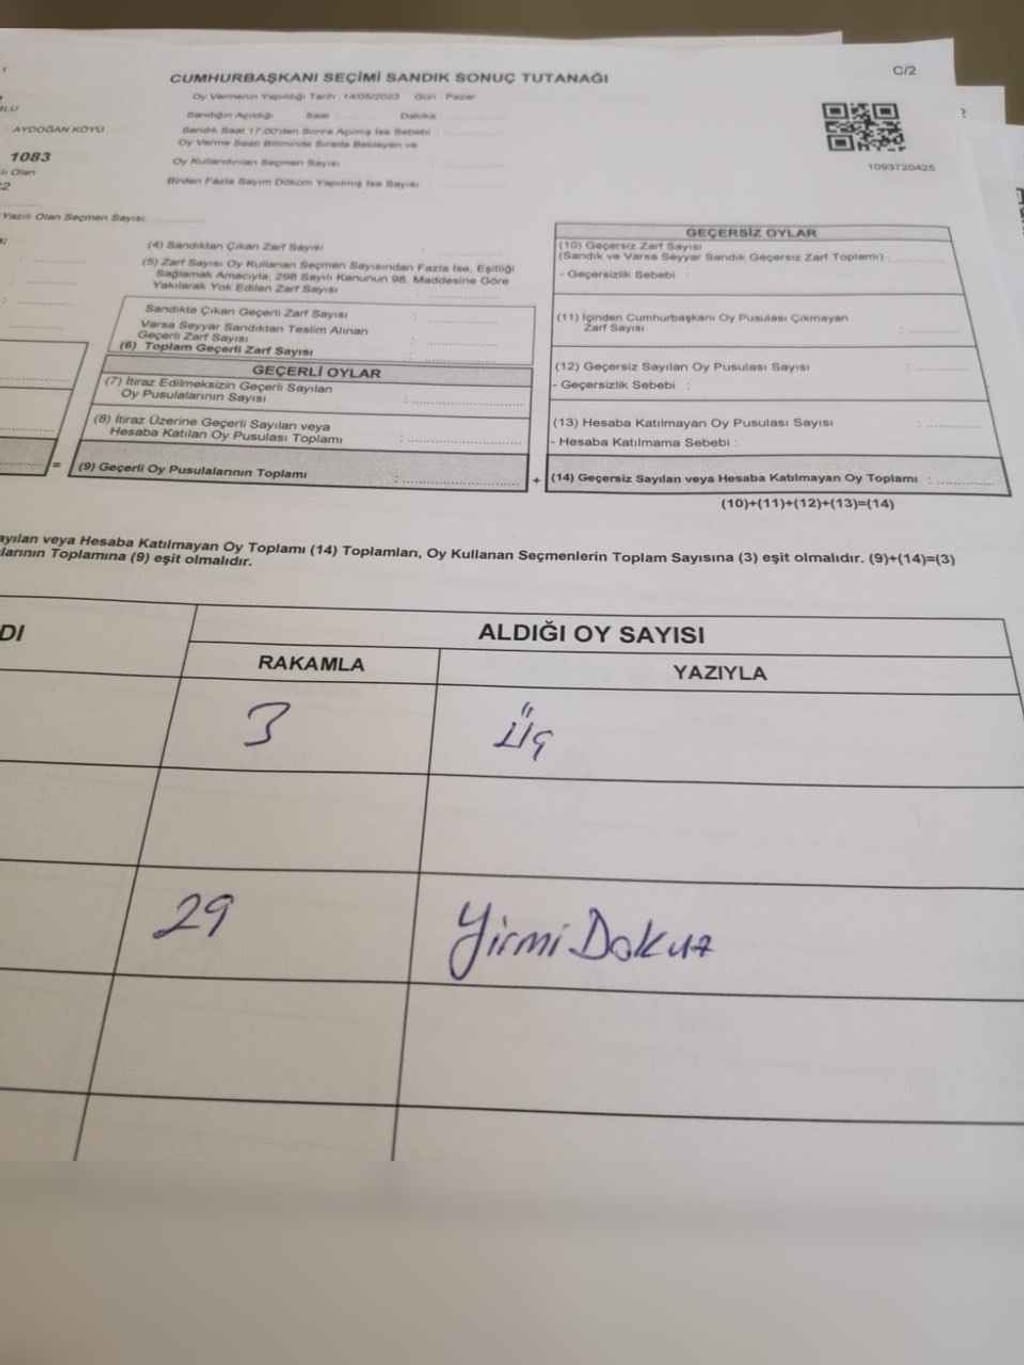 CUMHURBAŞKANI SEÇİMİ SANDIK SONUÇ TUTANAĞI
C/2
Oy Vermenin Yapıldığı Tarih : 14/05/2023 Gün : Pazar
Sandığın Açıldığı Saat
Dakika
Sandık Saat 17.00'den Sonra Açılmış İse Sebebi
Oy Verme Saati Bitiminde Sırada Bekleyen ve
Oy Kullandırılan Seçmen Sayısı
Birden Fazla Sayım Döküm Yapılmış İse Sayısı
AYDOĞAN KÖYÜ
1083
1093720425
Yazılı Olan Seçmen Sayısı
(4) Sandıktan Çıkan Zarf Sayısı
(5) Zarf Sayısı Oy Kullanan Seçmen Sayısından Fazla İse, Eşitliği
Sağlamak Amacıyla, 298 Sayılı Kanunun 98. Maddesine Göre
Yakılarak Yok Edilen Zarf Sayısı
Sandıkta Çıkan Geçerli Zarf Sayısı
Varsa Seyyar Sandıktan Teslim Alınan
Geçerli Zarf Sayısı
(6) Toplam Geçerli Zarf Sayısı
GEÇERLİ OYLAR
(7) İtiraz Edilmeksizin Geçerli Sayılan
Oy Pusulalarının Sayısı
(8) İtiraz Üzerine Geçerli Sayılan veya
Hesaba Katılan Oy Pusulası Toplamı
= (9) Geçerli Oy Pusulalarının Toplamı
+
GEÇERSİZ OYLAR
(10) Geçersiz Zarf Sayısı
(Sandık ve Varsa Seyyar Sandık Geçersiz Zarf Toplamı)
- Geçersizlik Sebebi :
(11) İçinden Cumhurbaşkanı Oy Pusulası Çıkmayan
Zarf Sayısı
(12) Geçersiz Sayılan Oy Pusulası Sayısı
- Geçersizlik Sebebi :
(13) Hesaba Katılmayan Oy Pusulası Sayısı
- Hesaba Katılmama Sebebi :
(14) Geçersiz Sayılan veya Hesaba Katılmayan Oy Toplamı :
(10)+(11)+(12)+(13)=(14)
veya Hesaba Katılmayan Oy Toplamı (14) Toplamları, Oy Kullanan Seçmenlerin Toplam Sayısına (3) eşit olmalıdır. (9)+(14)=(3)
Toplamına (9) eşit olmalıdır.
DI
ALDIĞI OY SAYISI
RAKAMLA
YAZIYLA
3
Üç
29
Yirmi Dokuz